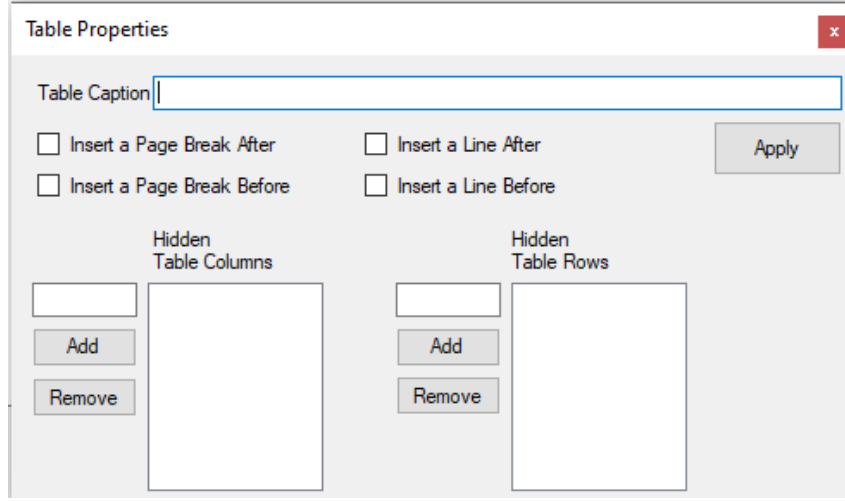 Table Properties
x
Table Caption
Insert a Page Break After
Insert a Line After
Apply
Insert a Page Break Before
Insert a Line Before
Hidden
Table Columns
Hidden
Table Rows
Add
Add
Remove
Remove